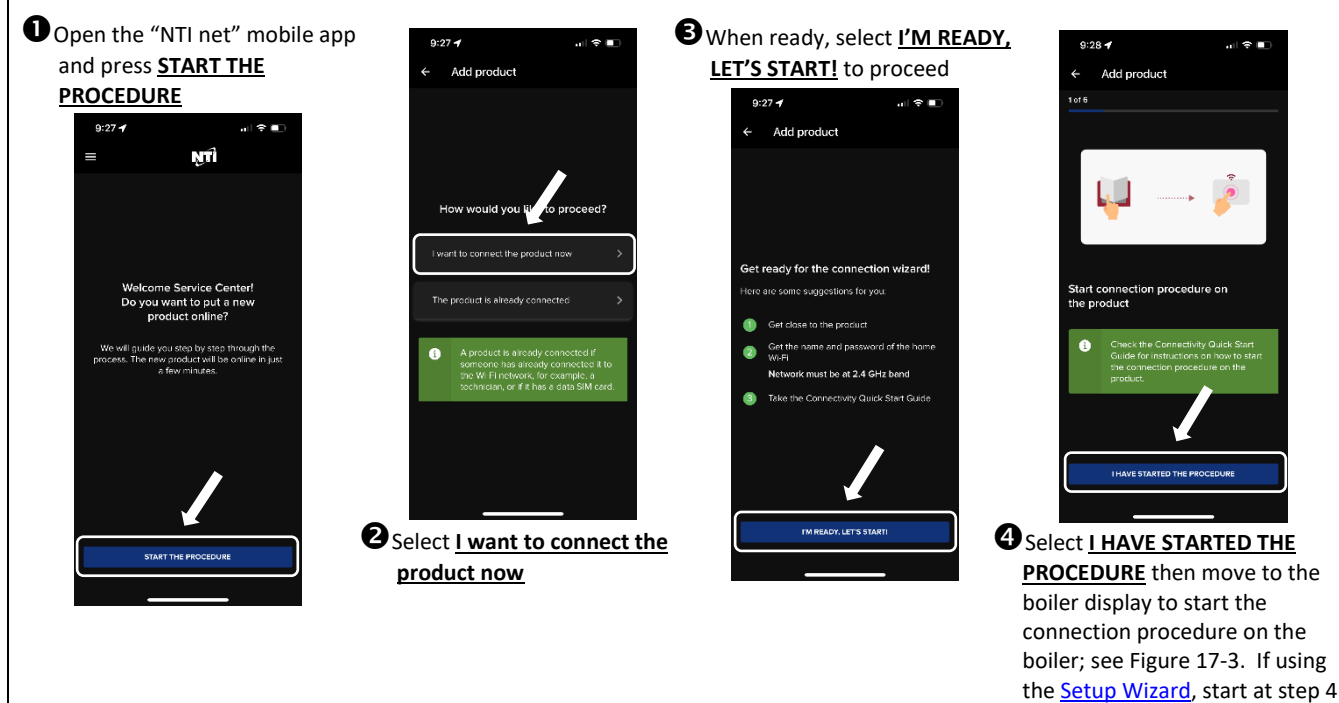 ❶ Open the “NTI net” mobile app
and press START THE
PROCEDURE
9:27
NTI
Welcome Service Center!
Do you want to put a new
product online?
We will guide you step by step through the
process. The new product will be online in just
a few minutes.
START THE PROCEDURE
9:27
Add product
How would you like to proceed?
I want to connect the product now
The product is already connected
A product is already connected if
someone has already connected it to
the Wi-Fi network, for example, a
technician, or if it has a data SIM card.
❷ Select I want to connect the
product now
❸ When ready, select I’M READY,
LET’S START! to proceed
9:27
Add product
Get ready for the connection wizard!
Here are some suggestions for you:
1 Get close to the product
2 Get the name and password of the home
Wi-Fi
Network must be at 2.4 GHz band
3 Take the Connectivity Quick Start Guide
I'M READY, LET'S START!
9:28
Add product
1 of 6
Start connection procedure on
the product
Check the Connectivity Quick Start
Guide for instructions on how to start
the connection procedure on the
product.
I HAVE STARTED THE PROCEDURE
❹ Select I HAVE STARTED THE
PROCEDURE then move to the
boiler display to start the
connection procedure on the
boiler; see Figure 17-3. If using
the Setup Wizard, start at step 4